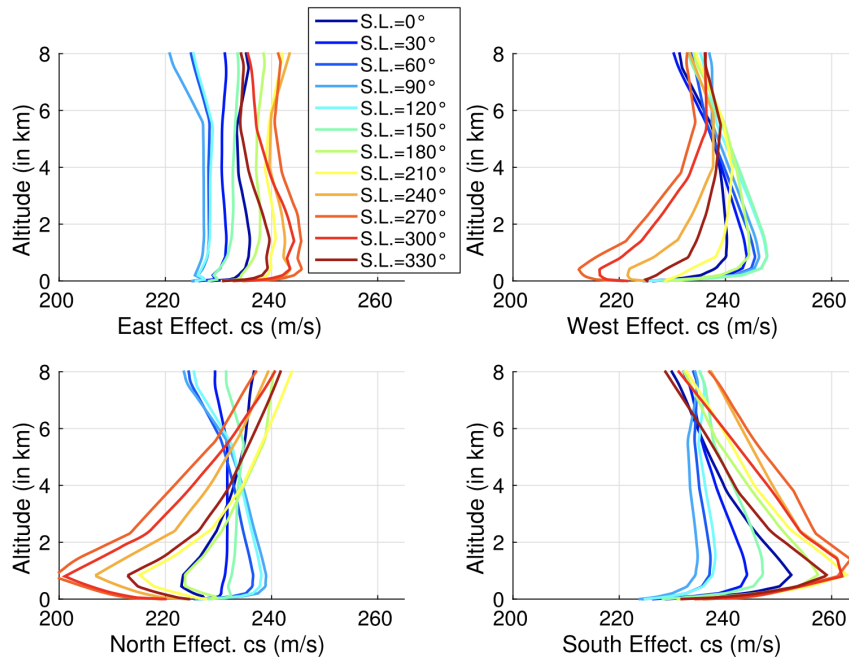 8
6
4
2
0
Altitude (in km)
200
220
240
260
East Effect. cs (m/s)
S.L.=0°
S.L.=30°
S.L.=60°
S.L.=90°
S.L.=120°
S.L.=150°
S.L.=180°
S.L.=210°
S.L.=240°
S.L.=270°
S.L.=300°
S.L.=330°
8
6
4
2
0
Altitude (in km)
200
220
240
260
West Effect. cs (m/s)
8
6
4
2
0
Altitude (in km)
200
220
240
260
North Effect. cs (m/s)
8
6
4
2
0
Altitude (in km)
200
220
240
260
South Effect. cs (m/s)